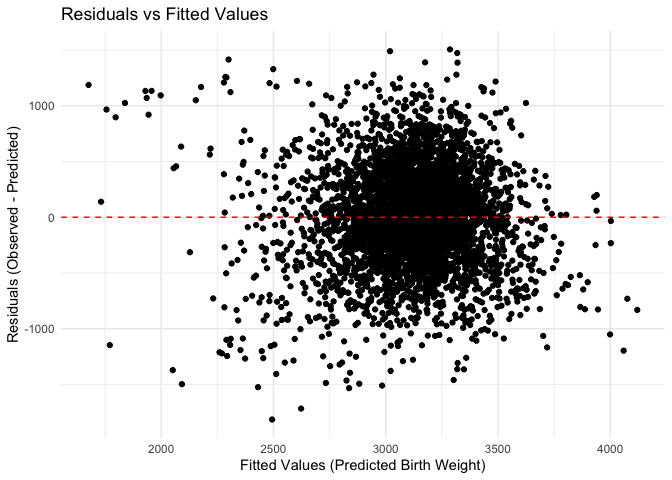 Residuals vs Fitted Values
Residuals (Observed - Predicted)
1000
0
-1000
2000
2500
3000
3500
4000
Fitted Values (Predicted Birth Weight)